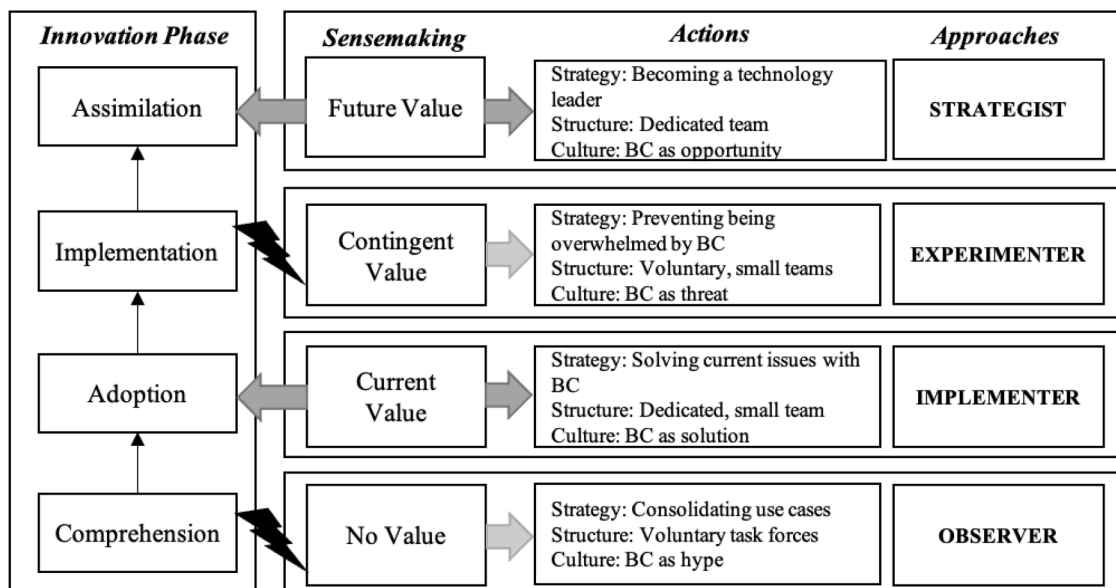 Innovation Phase
Sensemaking
Actions
Approaches
Assimilation
Future Value
Strategy: Becoming a technology
leader
Structure: Dedicated team
Culture: BC as opportunity
STRATEGIST
Implementation
Contingent
Value
Strategy: Preventing being
overwhelmed by BC
Structure: Voluntary, small teams
Culture: BC as threat
EXPERIMENTER
Adoption
Current
Value
Strategy: Solving current issues with
BC
Structure: Dedicated, small team
Culture: BC as solution
IMPLEMENTER
Comprehension
No Value
Strategy: Consolidating use cases
Structure: Voluntary task forces
Culture: BC as hype
OBSERVER